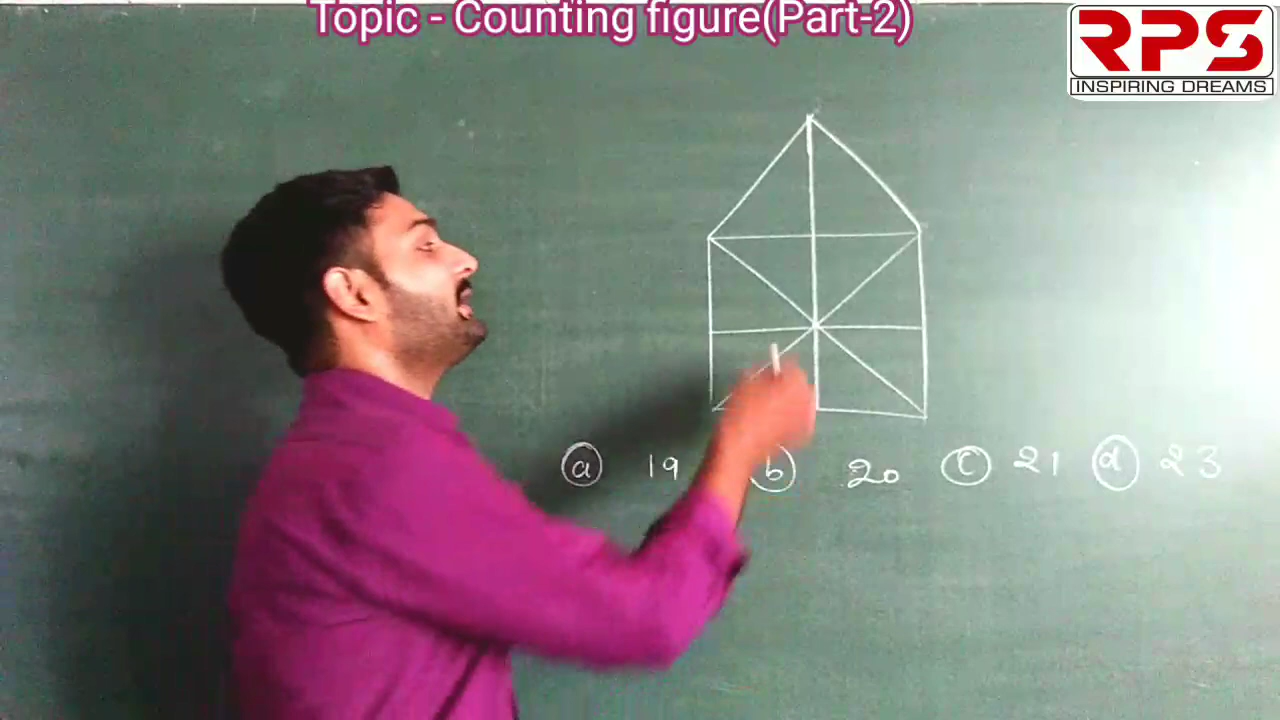 Topic - Counting figure(Part-2)
RPS
INSPIRING DREAMS
a 19 b 20 c 21 d 23